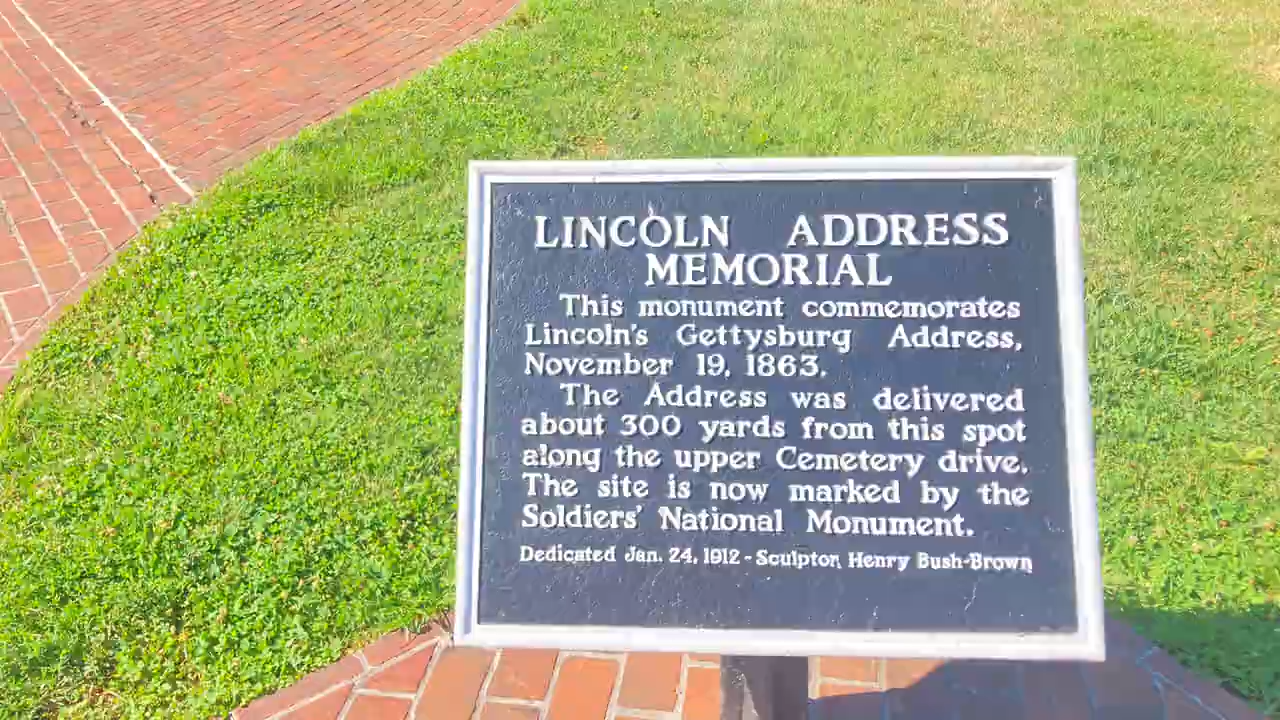 LINCOLN ADDRESS
MEMORIAL
This monument commemorates
Lincoln's Gettysburg Address,
November 19, 1863.
The Address was delivered
about 300 yards from this spot
along the upper Cemetery drive.
The site is now marked by the
Soldiers' National Monument.
Dedicated Jan. 24, 1912 - Sculptor, Henry Bush-Brown